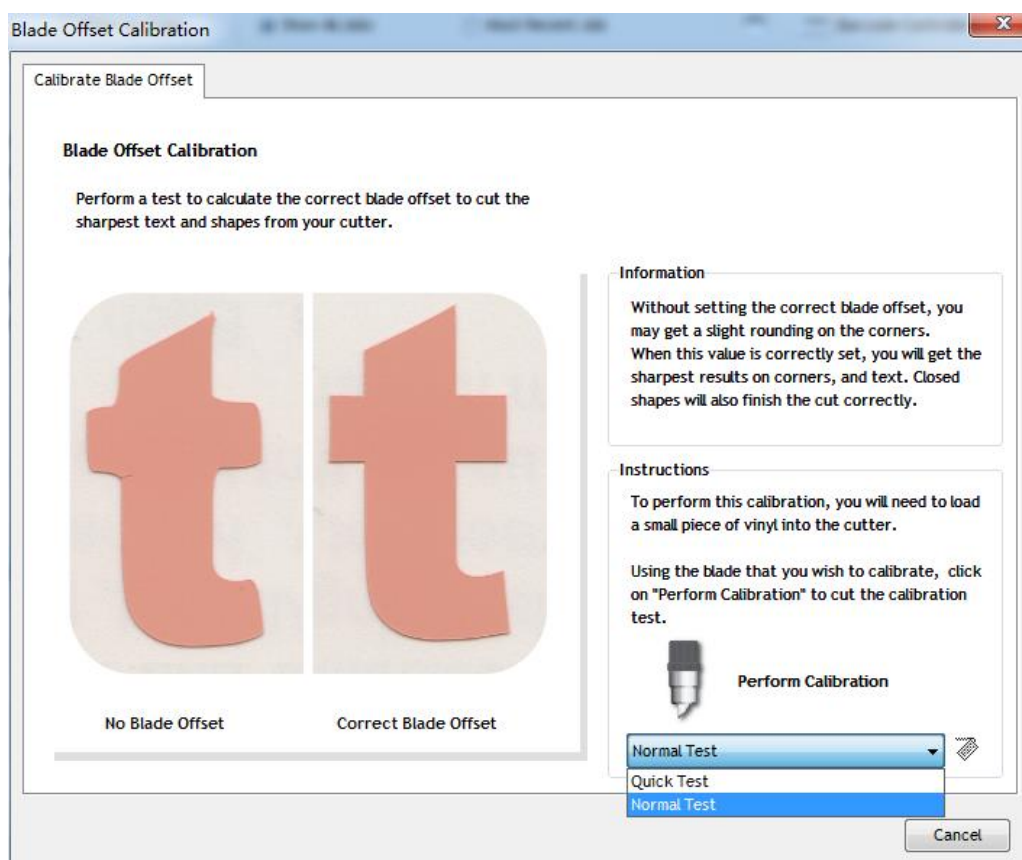 Blade Offset Calibration
Calibrate Blade Offset
Blade Offset Calibration
Perform a test to calculate the correct blade offset to cut the
sharpest text and shapes from your cutter.
t
t
No Blade Offset
Correct Blade Offset
Information
Without setting the correct blade offset, you
may get a slight rounding on the corners.
When this value is correctly set, you will get the
sharpest results on corners, and text. Closed
shapes will also finish the cut correctly.
Instructions
To perform this calibration, you will need to load
a small piece of vinyl into the cutter.
Using the blade that you wish to calibrate, click
on "Perform Calibration" to cut the calibration
test.
Perform Calibration
Normal Test
Quick Test
Normal Test
Cancel